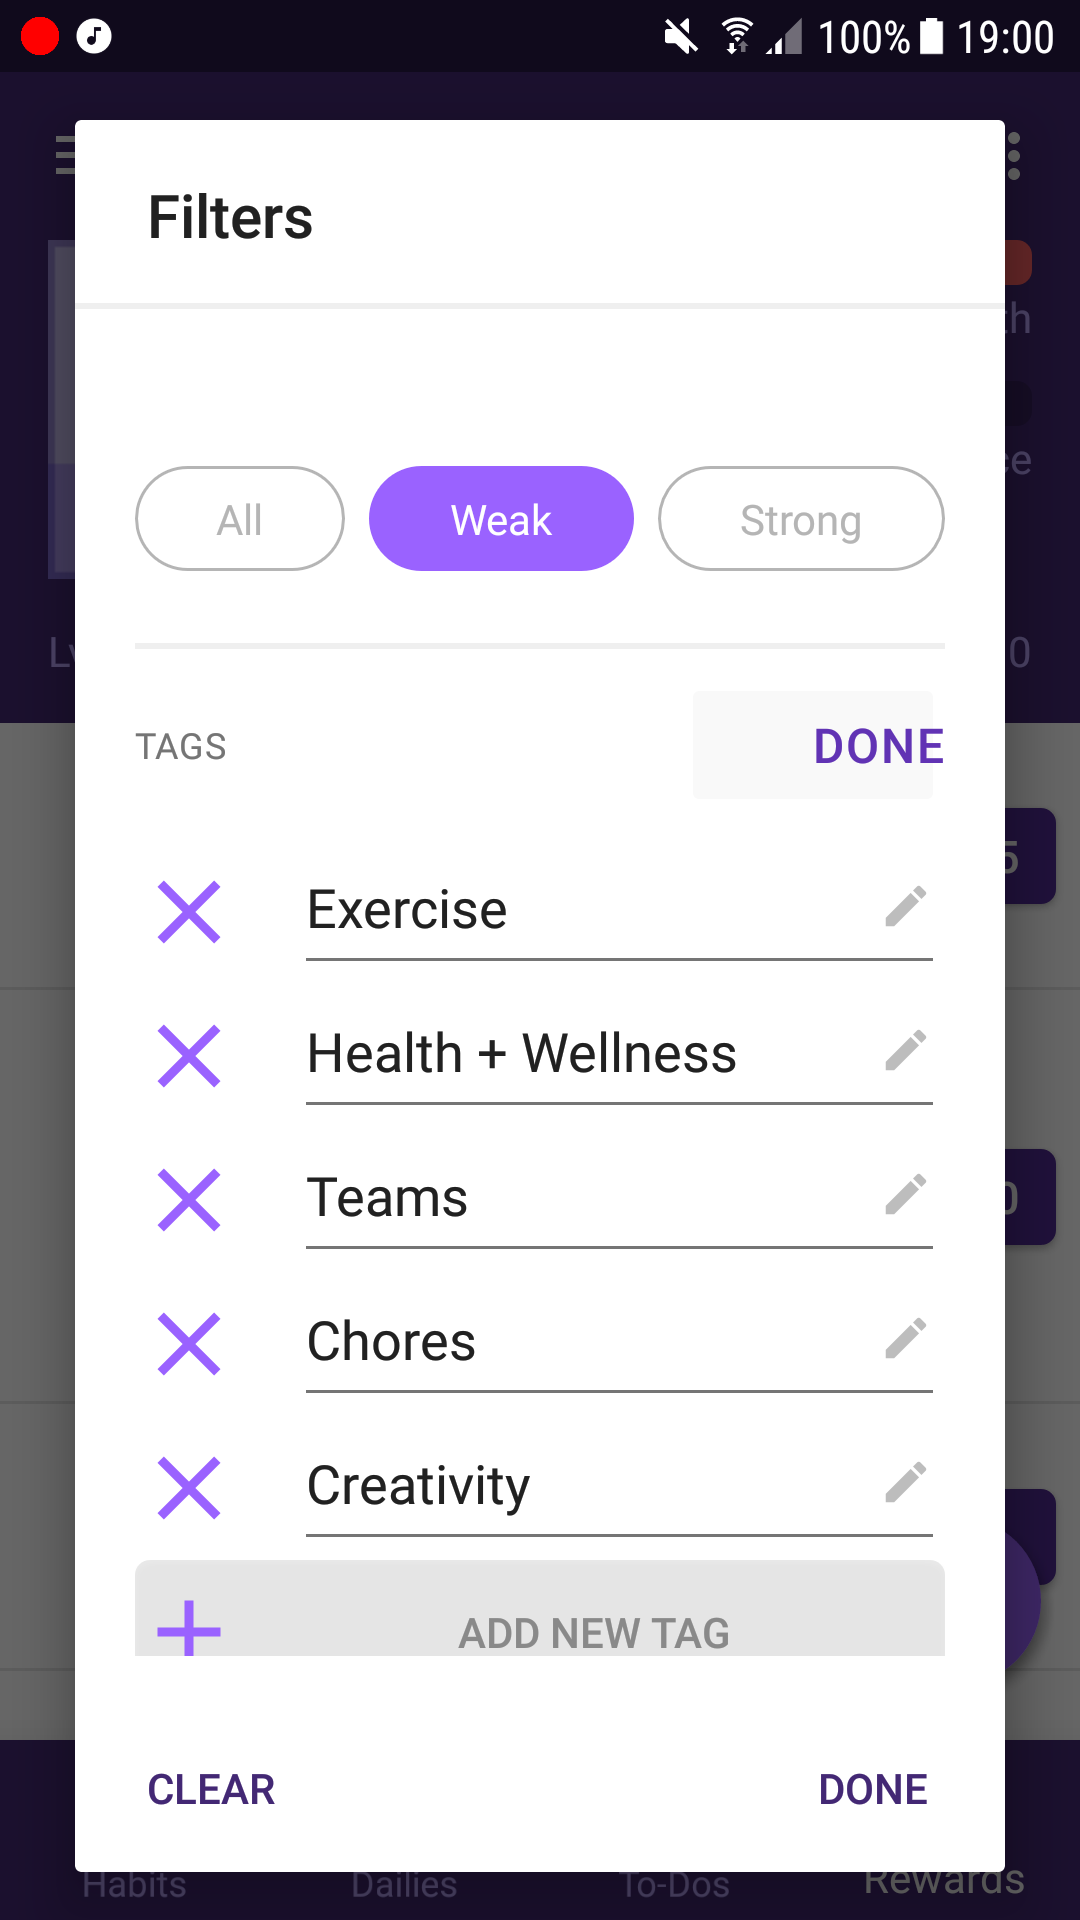 100% 19:00
Filters
All Weak Strong
TAGS DONE
Exercise
Health + Wellness
Teams
Chores
Creativity
ADD NEW TAG
CLEAR DONE
Habits Dailies To-Dos Rewards